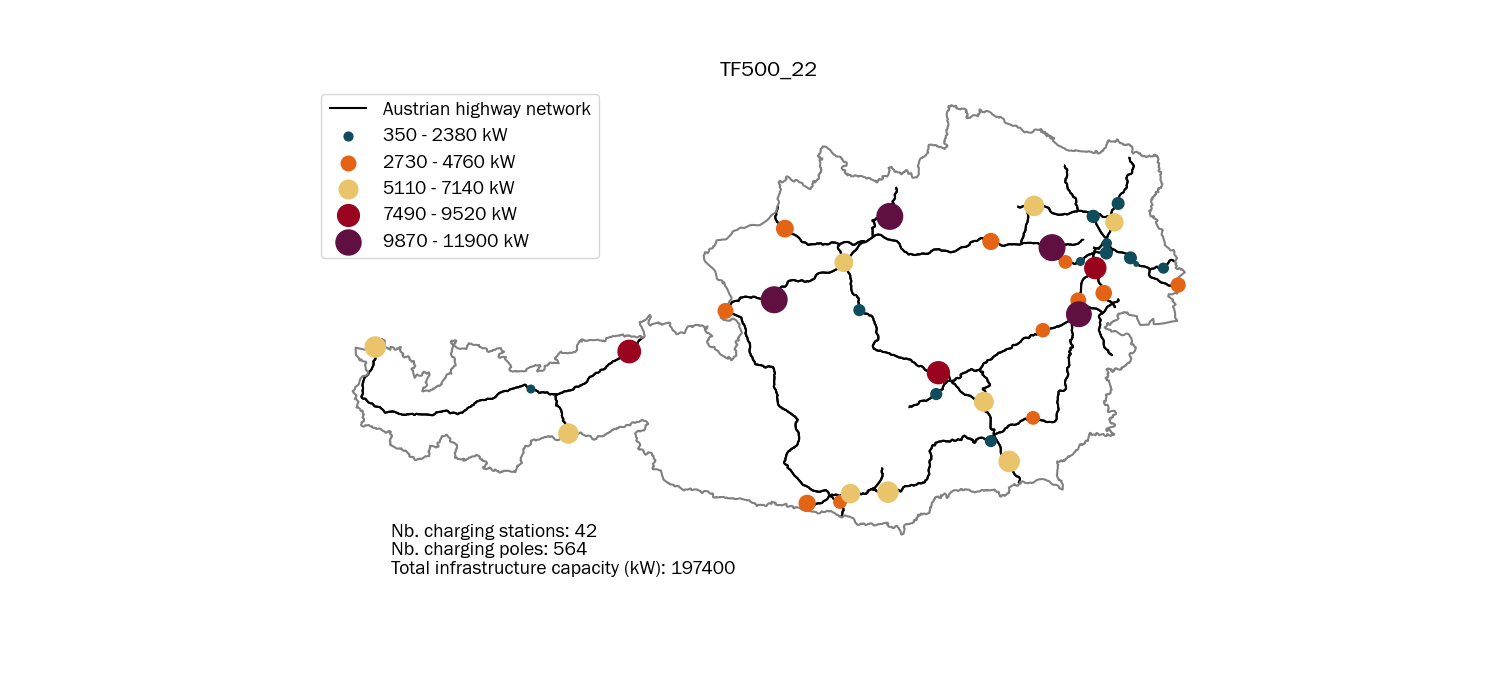 TF500_22
Austrian highway network
350 - 2380 kW
2730 - 4760 kW
5110 - 7140 kW
7490 - 9520 kW
9870 - 11900 kW
Nb. charging stations: 42
Nb. charging poles: 564
Total infrastructure capacity (kW): 197400